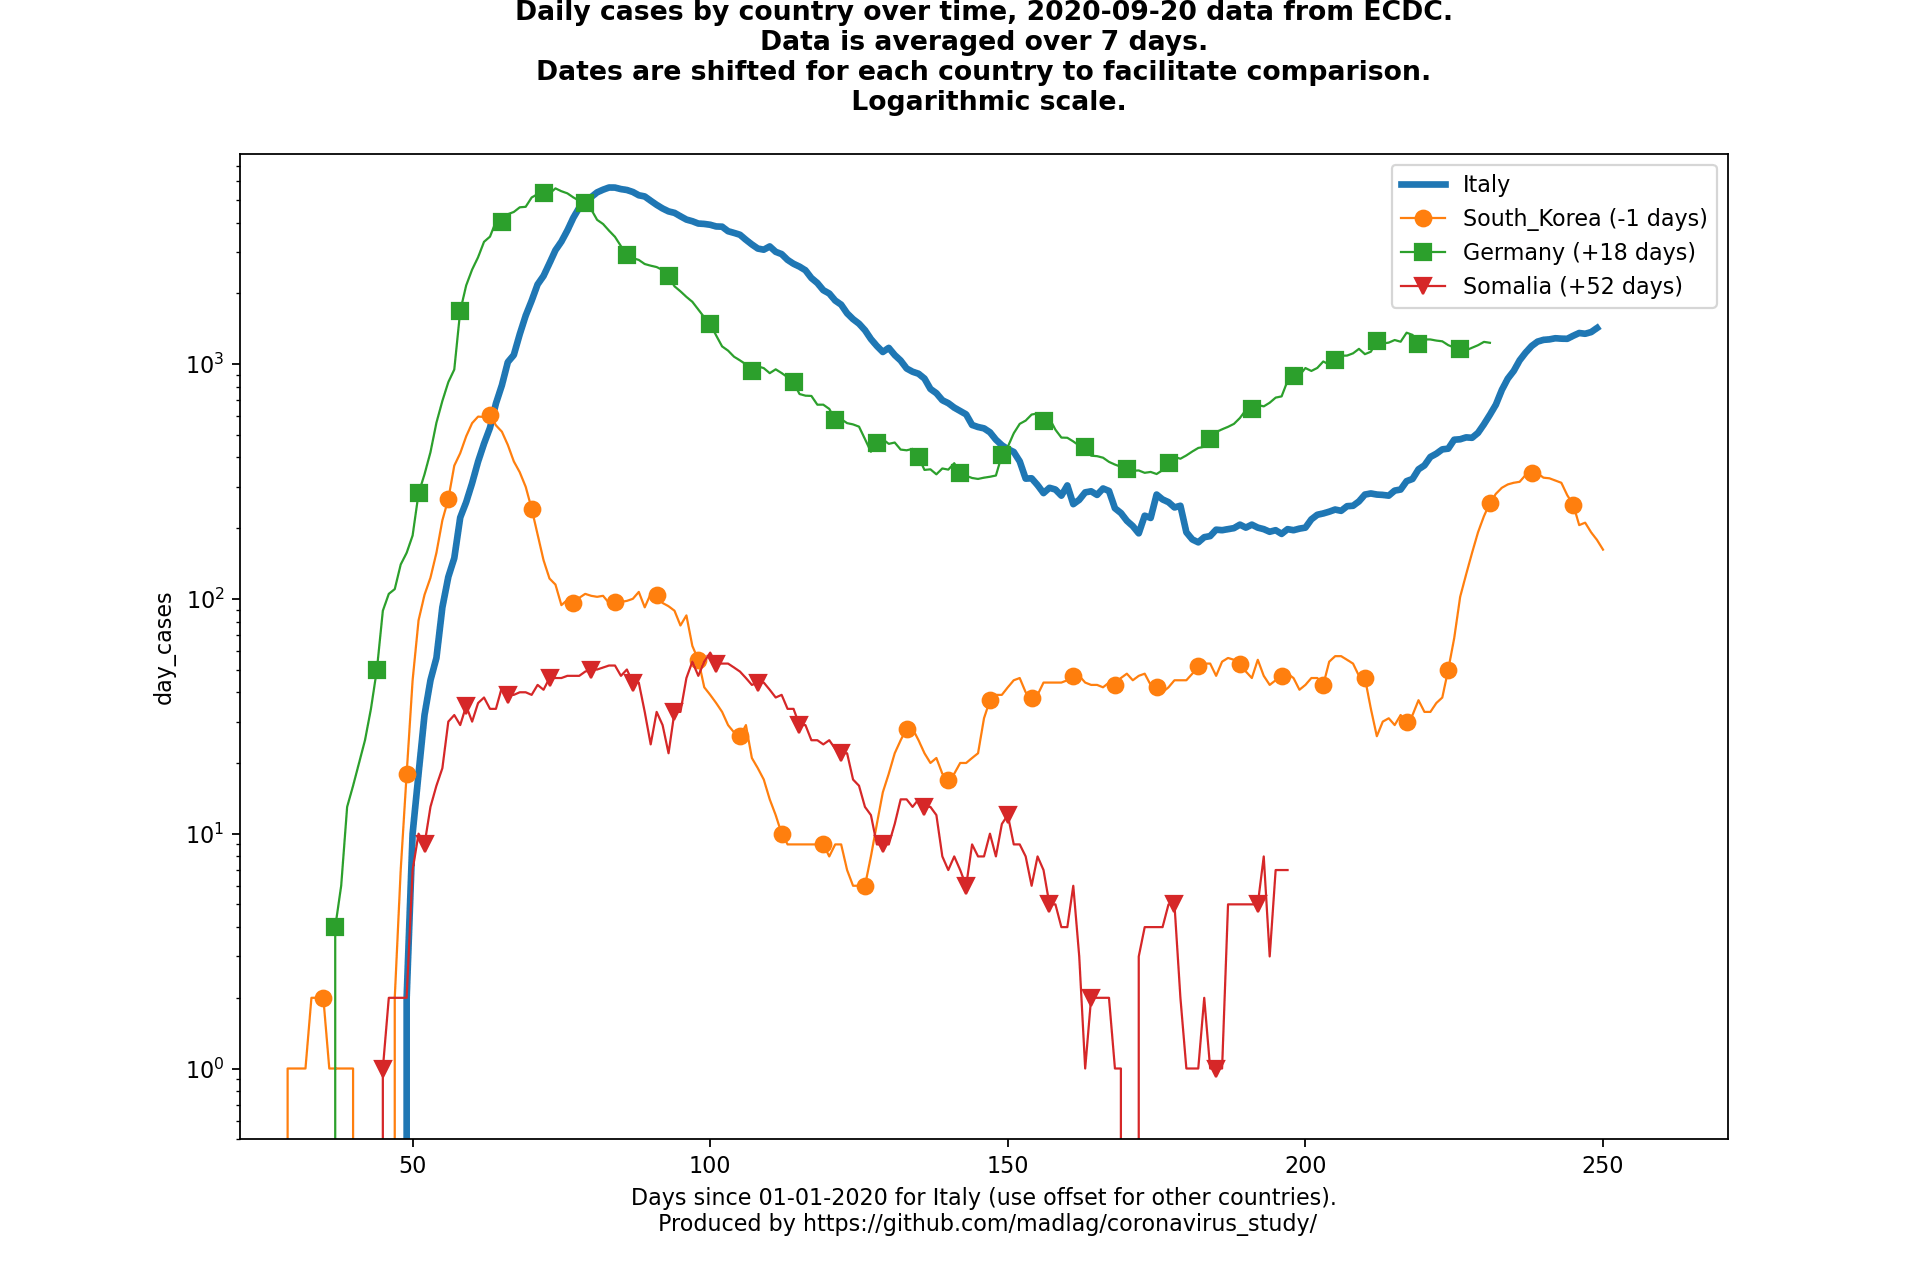 Daily cases by country over time, 2020-09-20 data from ECDC.
Data is averaged over 7 days.
Dates are shifted for each country to facilitate comparison.
Logarithmic scale.
Italy
South_Korea (-1 days)
Germany (+18 days)
Somalia (+52 days)
day_cases
10³
10²
10¹
10⁰
50 100 150 200 250
Days since 01-01-2020 for Italy (use offset for other countries).
Produced by https://github.com/madlag/coronavirus_study/